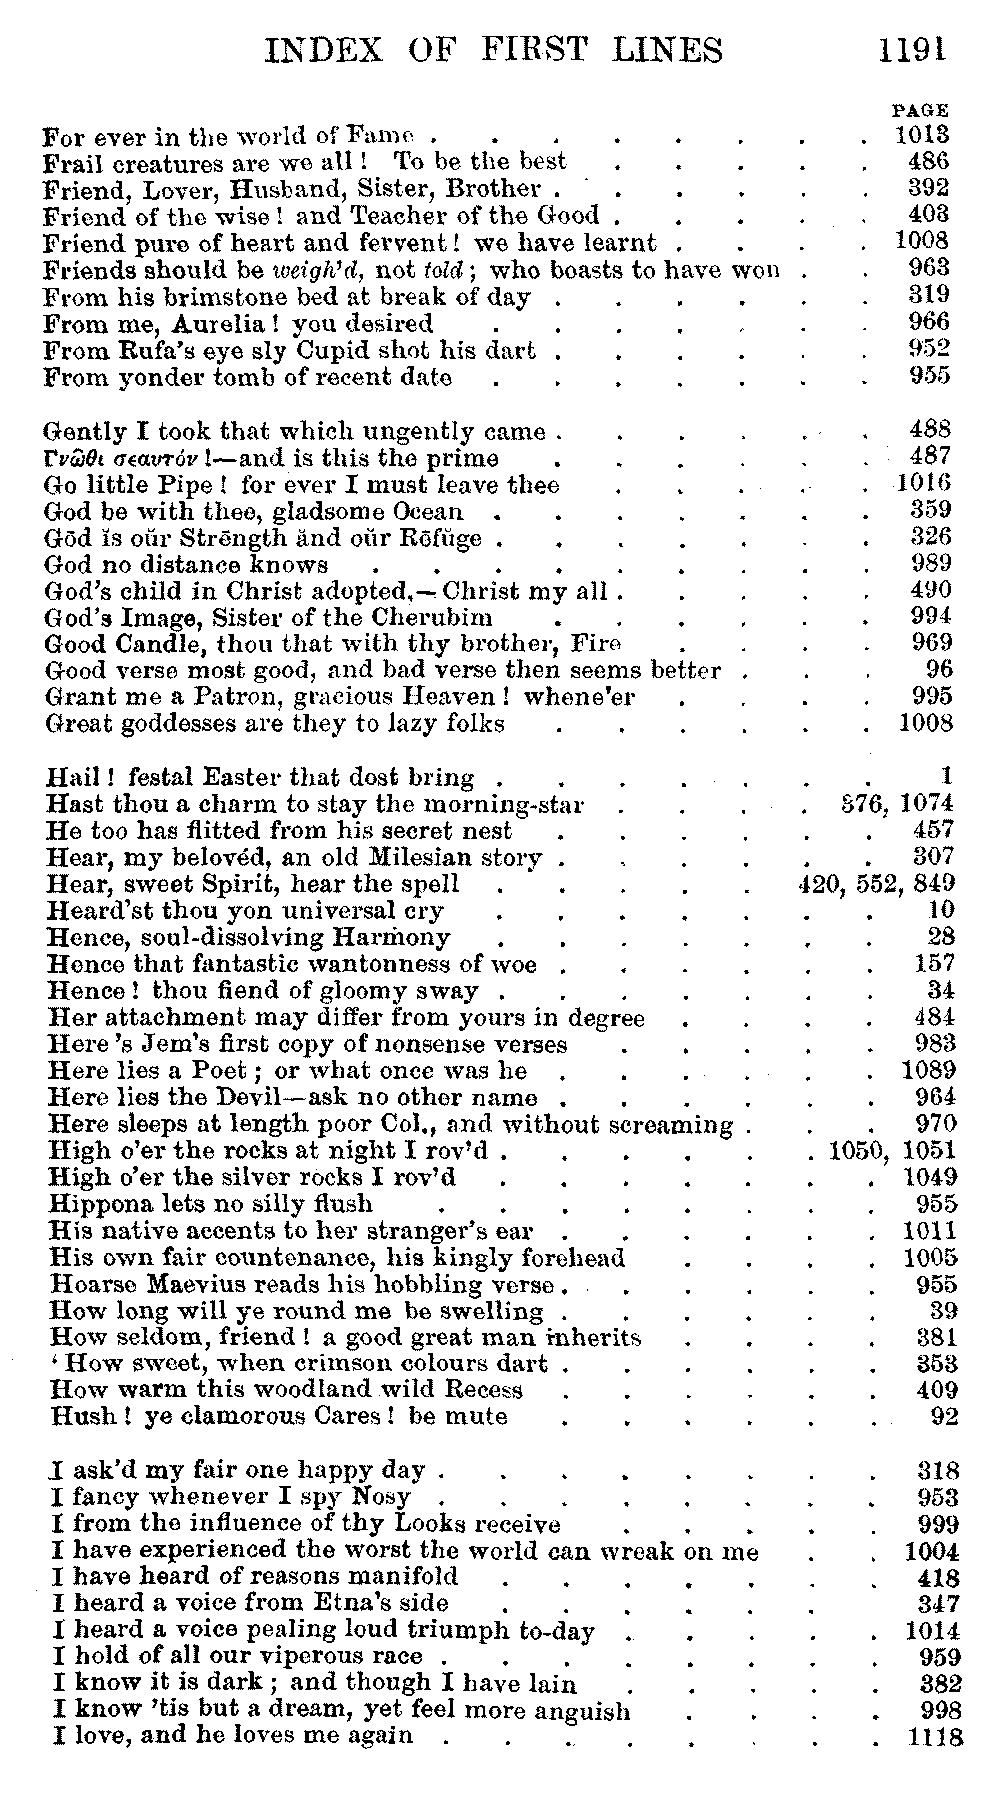 INDEX OF FIRST LINES 1191
PAGE
For ever in the world of Fame . . . . . . . . 1013
Frail creatures are we all ! To be the best . . . . . 486
Friend, Lover, Husband, Sister, Brother . . . . . . 392
Friend of the wise ! and Teacher of the Good . . . . . 403
Friend pure of heart and fervent ! we have learnt . . . . 1008
Friends should be weigh'd, not told ; who boasts to have won . . 963
From his brimstone bed at break of day . . . . . . 319
From me, Aurelia ! you desired . . . . . . . 966
From Rufa's eye sly Cupid shot his dart . . . . . . 952
From yonder tomb of recent date . . . . . . . 955
Gently I took that which ungently came . . . . . . 488
Γνῶθι σεαυτόν !—and is this the prime . . . . . . 487
Go little Pipe ! for ever I must leave thee . . . . . 1016
God be with thee, gladsome Ocean . . . . . . . 359
Gōd ĭs oŭr Strēngth ănd oŭr Rēfŭge . . . . . . . 326
God no distance knows . . . . . . . . . 989
God's child in Christ adopted,—Christ my all . . . . . 490
God's Image, Sister of the Cherubim . . . . . . 994
Good Candle, thou that with thy brother, Fire . . . . 969
Good verse most good, and bad verse then seems better . . . 96
Grant me a Patron, gracious Heaven ! whene'er . . . . 995
Great goddesses are they to lazy folks . . . . . . 1008
Hail ! festal Easter that dost bring . . . . . . . 1
Hast thou a charm to stay the morning-star . . . . 376, 1074
He too has flitted from his secret nest . . . . . . 457
Hear, my belovéd, an old Milesian story . . . . . . 307
Hear, sweet Spirit, hear the spell . . . . . 420, 552, 849
Heard'st thou yon universal cry . . . . . . . 10
Hence, soul-dissolving Harmony . . . . . . . 28
Hence that fantastic wantonness of woe . . . . . . 157
Hence ! thou fiend of gloomy sway . . . . . . . 34
Her attachment may differ from yours in degree . . . . 484
Here 's Jem's first copy of nonsense verses . . . . . 983
Here lies a Poet ; or what once was he . . . . . . 1089
Here lies the Devil—ask no other name . . . . . . 964
Here sleeps at length poor Col., and without screaming . . . 970
High o'er the rocks at night I rov'd . . . . . . 1050, 1051
High o'er the silver rocks I rov'd . . . . . . . 1049
Hippona lets no silly flush . . . . . . . . 955
His native accents to her stranger's ear . . . . . . 1011
His own fair countenance, his kingly forehead . . . . 1005
Hoarse Maevius reads his hobbling verse . . . . . . 955
How long will ye round me be swelling . . . . . . 39
How seldom, friend ! a good great man inherits . . . . 381
' How sweet, when crimson colours dart . . . . . . 353
How warm this woodland wild Recess . . . . . . 409
Hush ! ye clamorous Cares ! be mute . . . . . . 92
I ask'd my fair one happy day . . . . . . . . 318
I fancy whenever I spy Nosy . . . . . . . . 953
I from the influence of thy Looks receive . . . . . 999
I have experienced the worst the world can wreak on me . . 1004
I have heard of reasons manifold . . . . . . . 418
I heard a voice from Etna's side . . . . . . 347
I heard a voice pealing loud triumph to-day . . . . . 1014
I hold of all our viperous race . . . . . . . . 959
I know it is dark ; and though I have lain . . . . . 382
I know 'tis but a dream, yet feel more anguish . . . . 998
I love, and he loves me again . . . . . . . . 1118